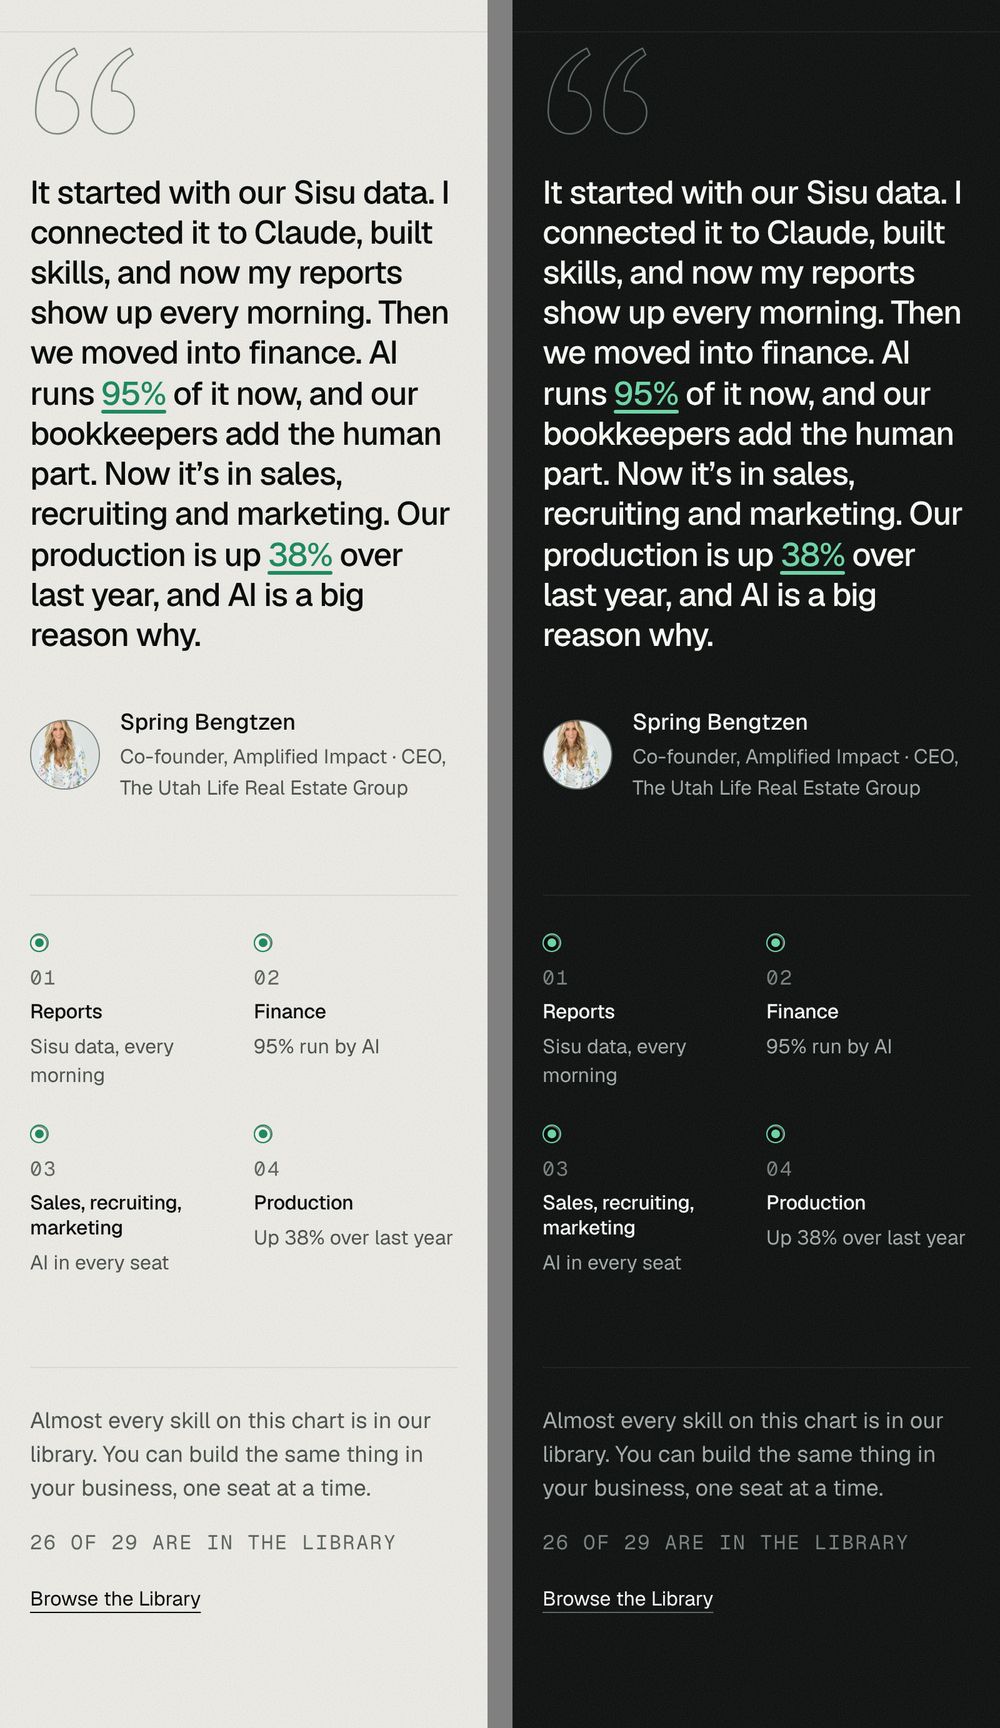 “
It started with our Sisu data. I
connected it to Claude, built
skills, and now my reports
show up every morning. Then
we moved into finance. AI
runs 95% of it now, and our
bookkeepers add the human
part. Now it’s in sales,
recruiting and marketing. Our
production is up 38% over
last year, and AI is a big
reason why.
Spring Bengtzen
Co-founder, Amplified Impact · CEO,
The Utah Life Real Estate Group
01
Reports
Sisu data, every
morning
02
Finance
95% run by AI
03
Sales, recruiting,
marketing
AI in every seat
04
Production
Up 38% over last year
Almost every skill on this chart is in our
library. You can build the same thing in
your business, one seat at a time.
26 OF 29 ARE IN THE LIBRARY
Browse the Library
“
It started with our Sisu data. I
connected it to Claude, built
skills, and now my reports
show up every morning. Then
we moved into finance. AI
runs 95% of it now, and our
bookkeepers add the human
part. Now it’s in sales,
recruiting and marketing. Our
production is up 38% over
last year, and AI is a big
reason why.
Spring Bengtzen
Co-founder, Amplified Impact · CEO,
The Utah Life Real Estate Group
01
Reports
Sisu data, every
morning
02
Finance
95% run by AI
03
Sales, recruiting,
marketing
AI in every seat
04
Production
Up 38% over last year
Almost every skill on this chart is in our
library. You can build the same thing in
your business, one seat at a time.
26 OF 29 ARE IN THE LIBRARY
Browse the Library